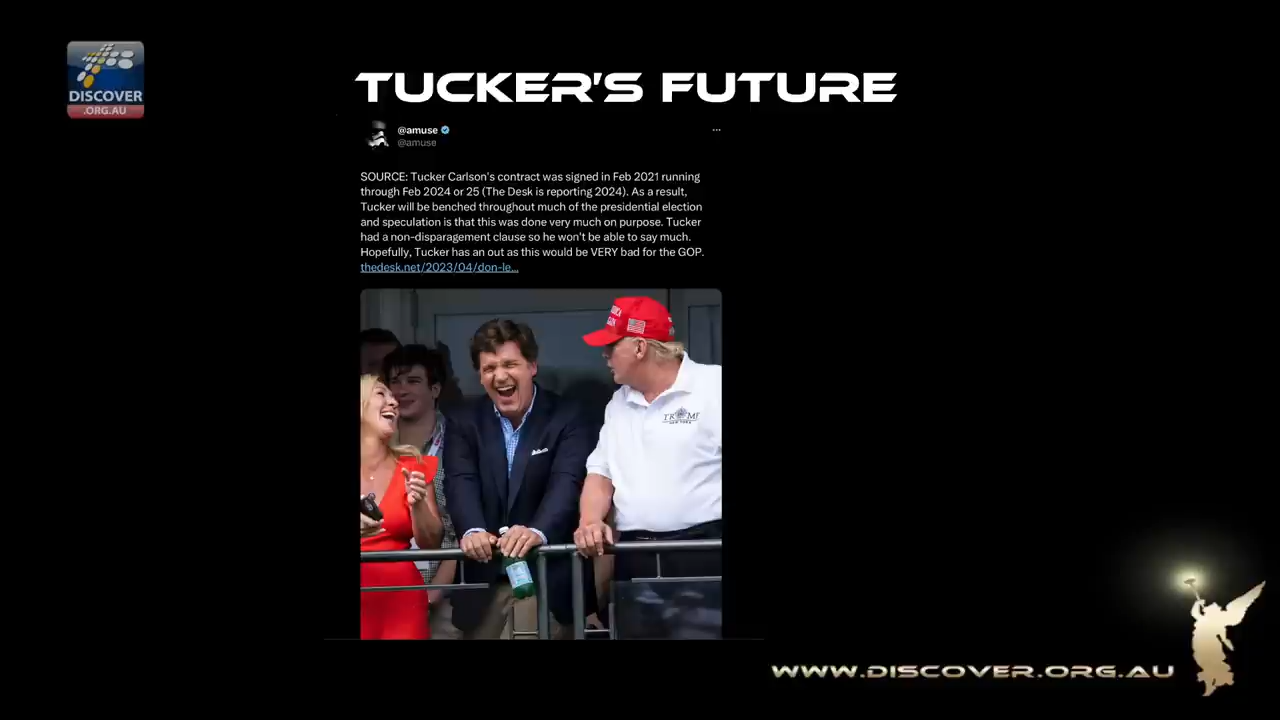 DISCOVER
.ORG.AU
TUCKER'S FUTURE
@amuse
@amuse
SOURCE: Tucker Carlson's contract was signed in Feb 2021 running
through Feb 2024 or 25 (The Desk is reporting 2024). As a result,
Tucker will be benched throughout much of the presidential election
and speculation is that this was done very much on purpose. Tucker
had a non-disparagement clause so he won't be able to say much.
Hopefully, Tucker has an out as this would be VERY bad for the GOP.
thedesk.net/2023/04/don-le...
TRUMP
NEW YORK
WWW.DISCOVER.ORG.AU